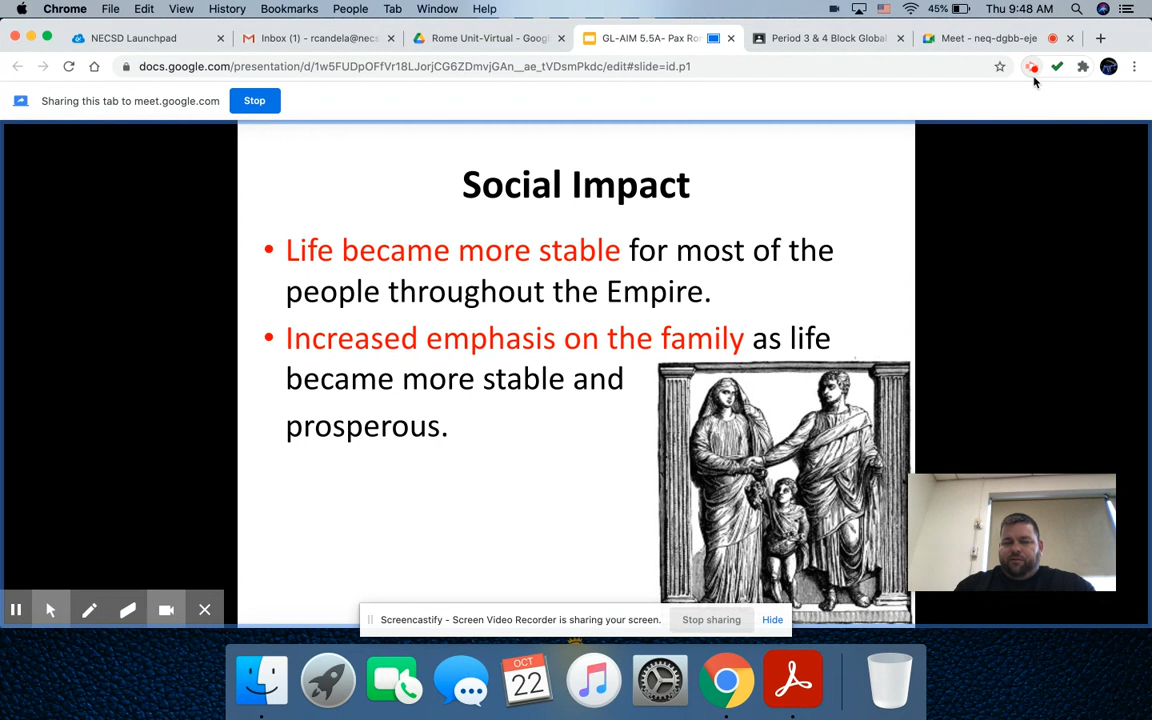 Chrome File Edit View History Bookmarks People Tab Window Help 45% Thu 9:48 AM
NECSD Launchpad Inbox (1) - rcandela@necs Rome Unit-Virtual - Googl GL-AIM 5.5A- Pax Ro Period 3 & 4 Block Global Meet - neq-dgbb-eje
docs.google.com/presentation/d/1w5FUDpOFfVr18LJorjCG6ZDmvjGAn__ae_tVDsmPkdc/edit#slide=id.p1
Sharing this tab to meet.google.com Stop
Social Impact
• Life became more stable for most of the
people throughout the Empire.
• Increased emphasis on the family as life
became more stable and
prosperous.
Screencastify - Screen Video Recorder is sharing your screen. Stop sharing Hide
OCT
22